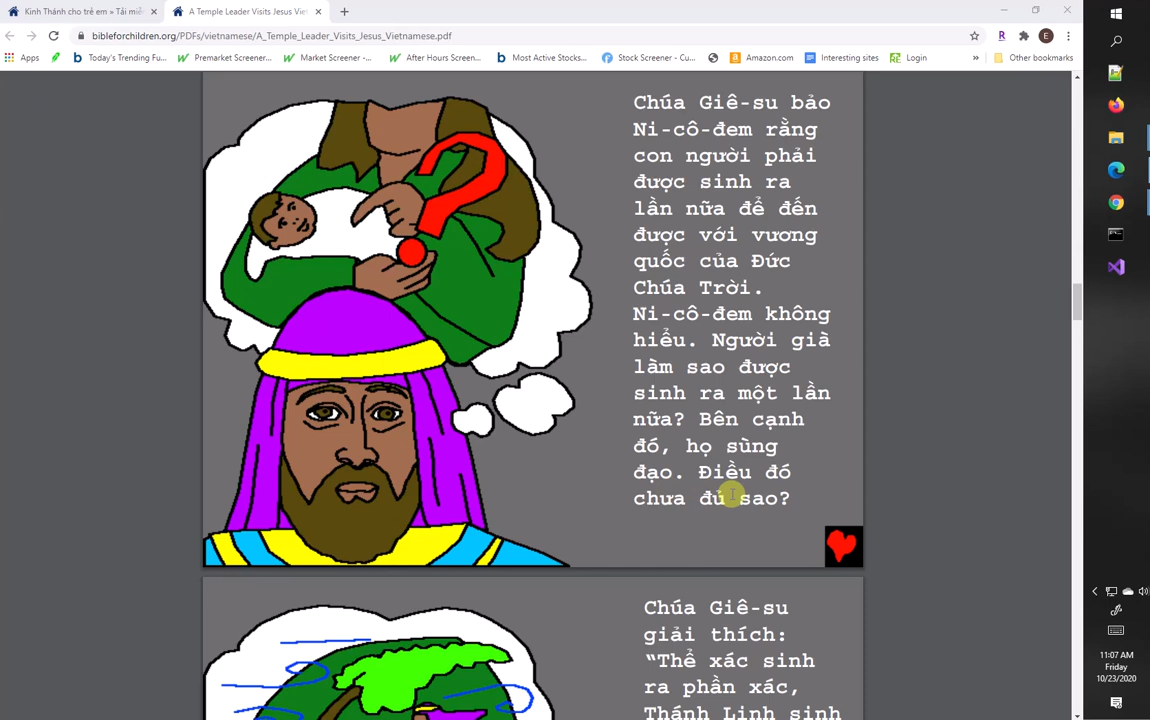 Kinh Thánh cho trẻ em » Tải miễ
A Temple Leader Visits Jesus Viet
bibleforchildren.org/PDFs/vietnamese/A_Temple_Leader_Visits_Jesus_Vietnamese.pdf
Apps
Today's Trending Fu...
Premarket Screener...
Market Screener -...
After Hours Screen...
Most Active Stocks...
Stock Screener - Cu...
Amazon.com
Interesting sites
Login
»
Other bookmarks
Chúa Giê-su bảo
Ni-cô-đem rằng
con người phải
được sinh ra
lần nữa để đến
được với vương
quốc của Đức
Chúa Trời.
Ni-cô-đem không
hiểu. Người già
làm sao được
sinh ra một lần
nữa? Bên cạnh
đó, họ sùng
đạo. Điều đó
chưa đủ sao?
Chúa Giê-su
giải thích:
“Thể xác sinh
ra phần xác,
Thánh Linh sinh
11:07 AM
Friday
10/23/2020